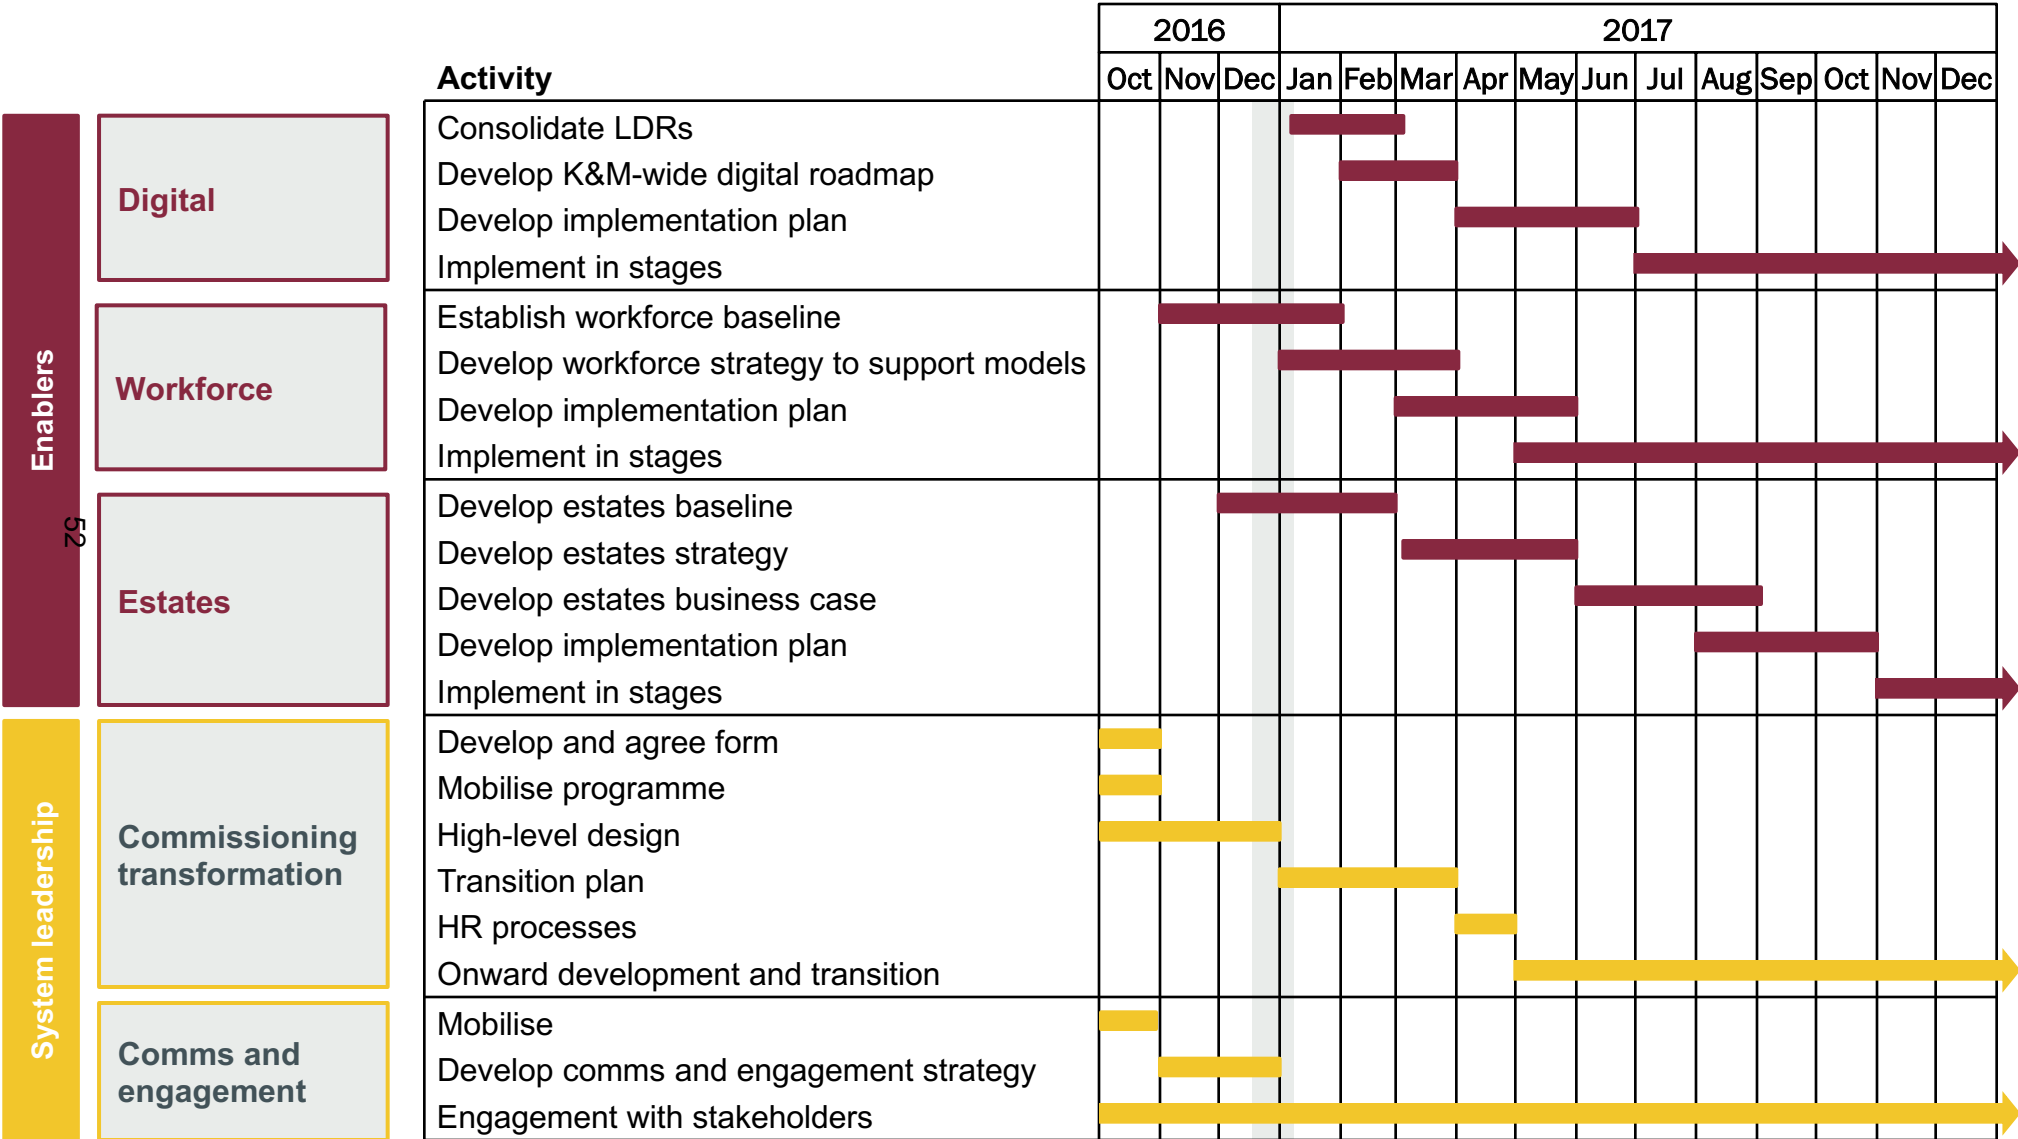 2016 2017
Activity Oct Nov Dec Jan Feb Mar Apr May Jun Jul Aug Sep Oct Nov Dec
Enablers
52
Digital
Consolidate LDRs
Develop K&M-wide digital roadmap
Develop implementation plan
Implement in stages
Workforce
Establish workforce baseline
Develop workforce strategy to support models
Develop implementation plan
Implement in stages
Estates
Develop estates baseline
Develop estates strategy
Develop estates business case
Develop implementation plan
Implement in stages
System leadership
Commissioning
transformation
Develop and agree form
Mobilise programme
High-level design
Transition plan
HR processes
Onward development and transition
Comms and
engagement
Mobilise
Develop comms and engagement strategy
Engagement with stakeholders